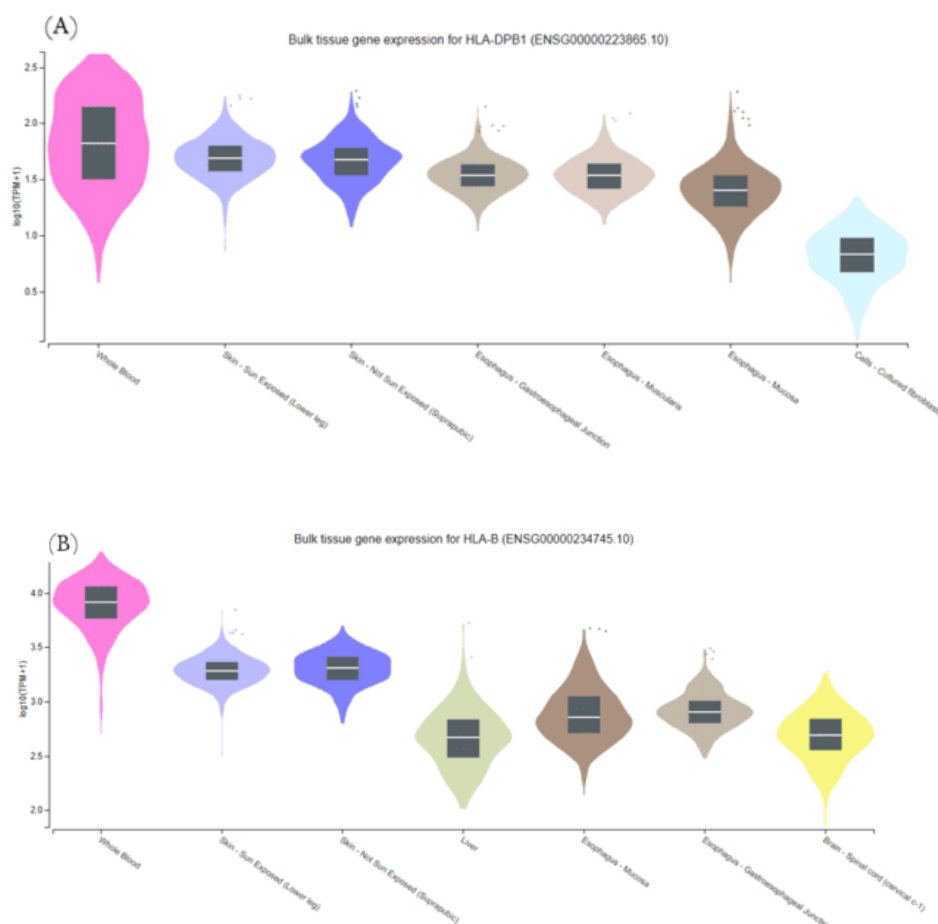 (A)
Bulk tissue gene expression for HLA-DPB1 (ENSG00000223865.10)
log10(TPM+1)
2.5
2.0
1.5
1.0
0.5
Whole Blood
Skin - Sun Exposed (Lower leg)
Skin - Not Sun Exposed (Suprapubic)
Esophagus - Gastroesophageal Junction
Esophagus - Muscularis
Esophagus - Mucosa
Cells - Cultured fibroblast
(B)
Bulk tissue gene expression for HLA-B (ENSG00000234745.10)
log10(TPM+1)
4.0
3.5
3.0
2.5
2.0
Whole Blood
Skin - Sun Exposed (Lower leg)
Skin - Not Sun Exposed (Suprapubic)
Liver
Esophagus - Mucosa
Esophagus - Gastroesophageal Junction
Brain - Spinal cord (cervical c-1)